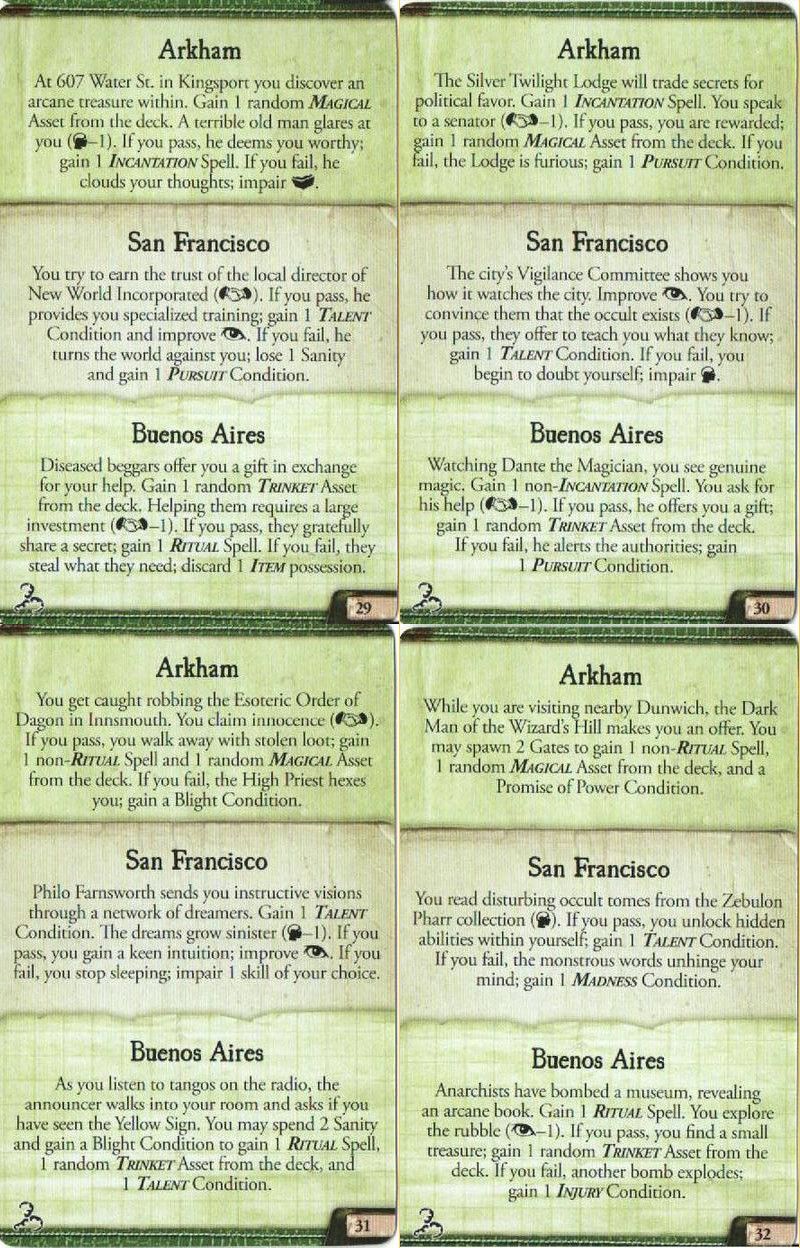 Arkham
At 607 Water St. in Kingsport you discover an
arcane treasure within. Gain 1 random MAGICAL
Asset from the deck. A terrible old man glares at
you (–1). If you pass, he deems you worthy;
gain 1 INCANTATION Spell. If you fail, he
clouds your thoughts; impair .
San Francisco
You try to earn the trust of the local director of
New World Incorporated (). If you pass, he
provides you specialized training; gain 1 TALENT
Condition and improve . If you fail, he
turns the world against you; lose 1 Sanity
and gain 1 PURSUIT Condition.
Buenos Aires
Diseased beggars offer you a gift in exchange
for your help. Gain 1 random TRINKET Asset
from the deck. Helping them requires a large
investment (–1). If you pass, they gratefully
share a secret; gain 1 RITUAL Spell. If you fail, they
steal what they need; discard 1 ITEM possession.
29
Arkham
The Silver Twilight Lodge will trade secrets for
political favor. Gain 1 INCANTATION Spell. You speak
to a senator (–1). If you pass, you are rewarded;
gain 1 random MAGICAL Asset from the deck. If you
fail, the Lodge is furious; gain 1 PURSUIT Condition.
San Francisco
The city's Vigilance Committee shows you
how it watches the city. Improve . You try to
convince them that the occult exists (–1). If
you pass, they offer to teach you what they know;
gain 1 TALENT Condition. If you fail, you
begin to doubt yourself; impair .
Buenos Aires
Watching Dante the Magician, you see genuine
magic. Gain 1 non-INCANTATION Spell. You ask for
his help (–1). If you pass, he offers you a gift;
gain 1 random TRINKET Asset from the deck.
If you fail, he alerts the authorities; gain
1 PURSUIT Condition.
30
Arkham
You get caught robbing the Esoteric Order of
Dagon in Innsmouth. You claim innocence ().
If you pass, you walk away with stolen loot; gain
1 non-RITUAL Spell and 1 random MAGICAL Asset
from the deck. If you fail, the High Priest hexes
you; gain a Blight Condition.
San Francisco
Philo Farnsworth sends you instructive visions
through a network of dreamers. Gain 1 TALENT
Condition. The dreams grow sinister (–1). If you
pass, you gain a keen intuition; improve . If you
fail, you stop sleeping; impair 1 skill of your choice.
Buenos Aires
As you listen to tangos on the radio, the
announcer walks into your room and asks if you
have seen the Yellow Sign. You may spend 2 Sanity
and gain a Blight Condition to gain 1 RITUAL Spell,
1 random TRINKET Asset from the deck, and
1 TALENT Condition.
31
Arkham
While you are visiting nearby Dunwich, the Dark
Man of the Wizard's Hill makes you an offer. You
may spawn 2 Gates to gain 1 non-RITUAL Spell,
1 random MAGICAL Asset from the deck, and a
Promise of Power Condition.
San Francisco
You read disturbing occult tomes from the Zebulon
Pharr collection (). If you pass, you unlock hidden
abilities within yourself; gain 1 TALENT Condition.
If you fail, the monstrous words unhinge your
mind; gain 1 MADNESS Condition.
Buenos Aires
Anarchists have bombed a museum, revealing
an arcane book. Gain 1 RITUAL Spell. You explore
the rubble (–1). If you pass, you find a small
treasure; gain 1 random TRINKET Asset from the
deck. If you fail, another bomb explodes;
gain 1 INJURY Condition.
32